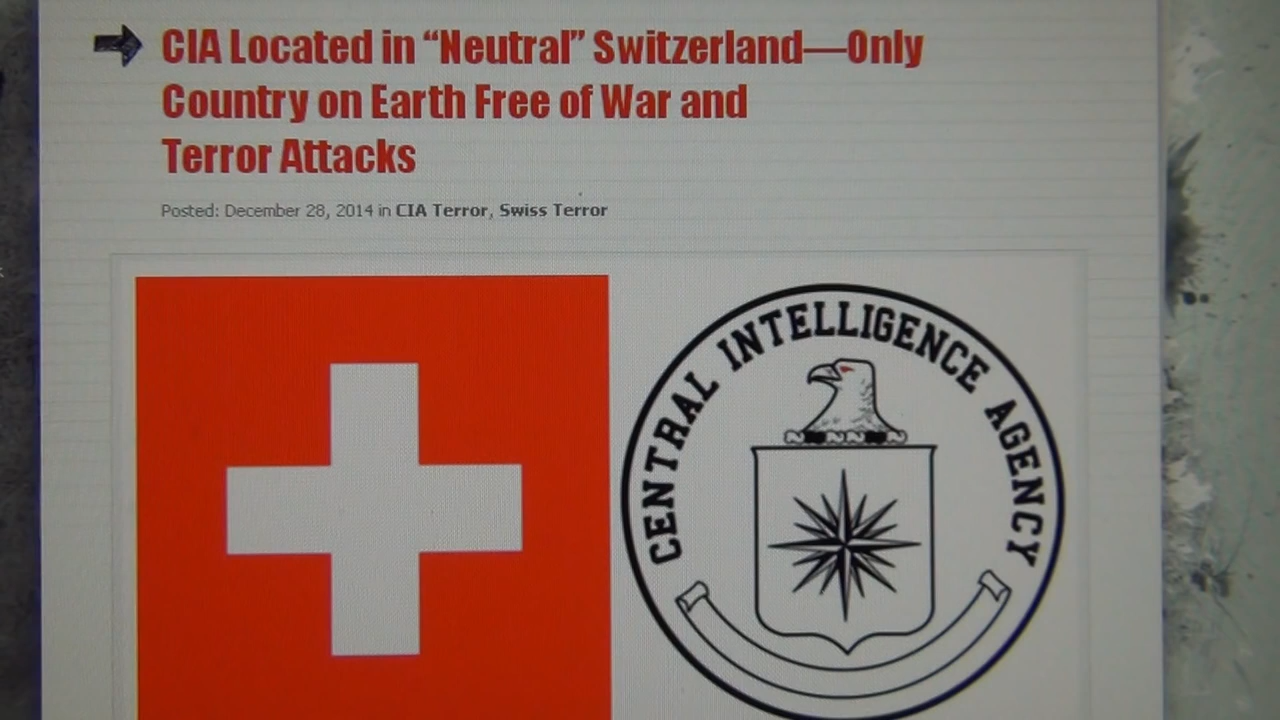 CIA Located in “Neutral” Switzerland—Only
Country on Earth Free of War and
Terror Attacks
Posted: December 28, 2014 in CIA Terror, Swiss Terror
CENTRAL INTELLIGENCE AGENCY